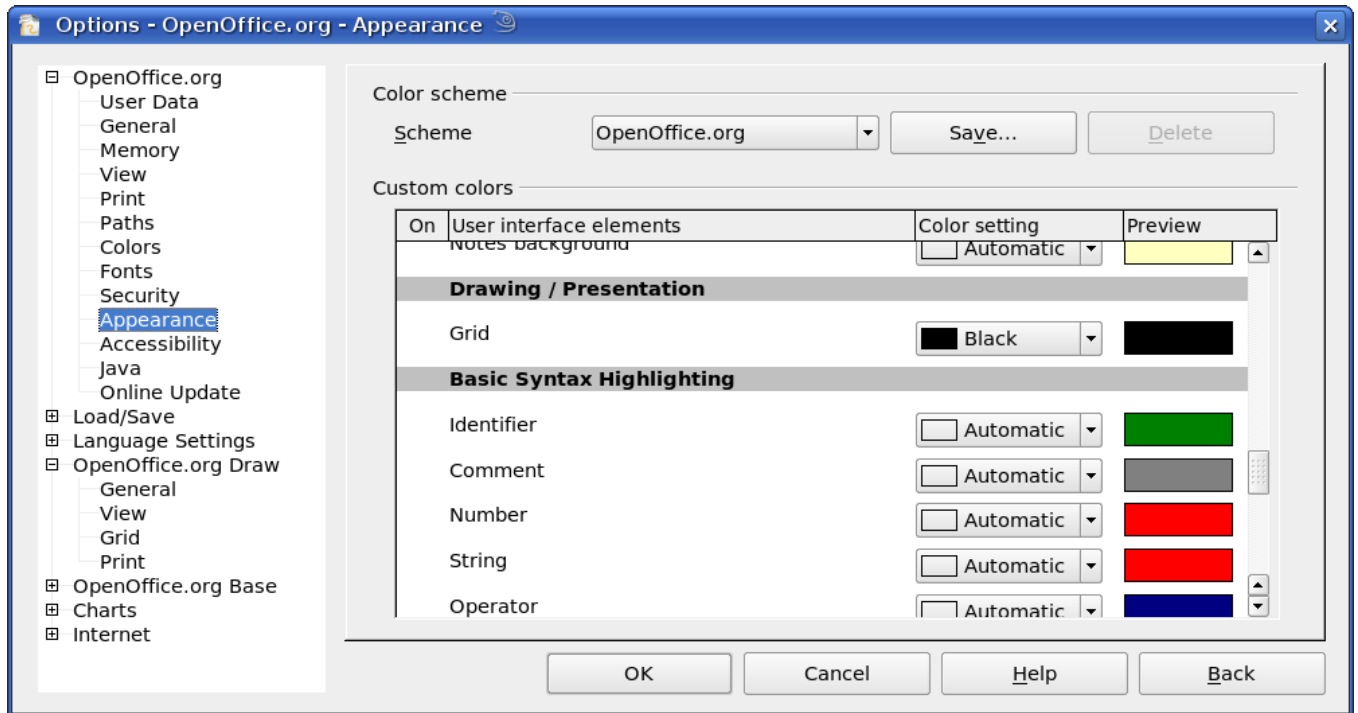 Options - OpenOffice.org - Appearance
OpenOffice.org
User Data
General
Memory
View
Print
Paths
Colors
Fonts
Security
Appearance
Accessibility
Java
Online Update
Load/Save
Language Settings
OpenOffice.org Draw
General
View
Grid
Print
OpenOffice.org Base
Charts
Internet
Color scheme
Scheme OpenOffice.org Save... Delete
Custom colors
On User interface elements Color setting Preview
Notes background Automatic
Drawing / Presentation
Grid Black
Basic Syntax Highlighting
Identifier Automatic
Comment Automatic
Number Automatic
String Automatic
Operator Automatic
OK Cancel Help Back